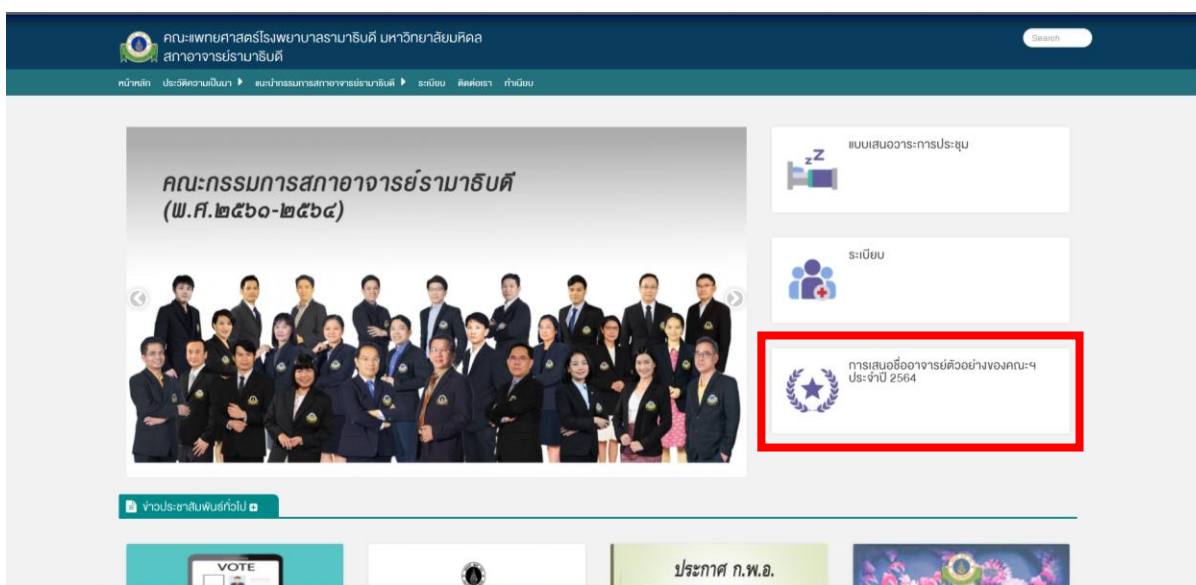 คณะแพทยศาสตร์โรงพยาบาลรามาธิบดี มหาวิทยาลัยมหิดล
สภาอาจารย์รามาธิบดี
Search
หน้าหลัก ประวัติความเป็นมา แนะนำกรรมการสภาอาจารย์รามาธิบดี ระเบียบ ติดต่อเรา ทำเนียบ
คณะกรรมการสภาอาจารย์รามาธิบดี
(พ.ศ.๒๕๖๑-๒๕๖๔)
แบบเสนอวาระการประชุม
ระเบียบ
การเสนอชื่ออาจารย์ตัวอย่างของคณะฯ
ประจำปี 2564
ข่าวประชาสัมพันธ์ทั่วไป
VOTE
ประกาศ ก.พ.อ.